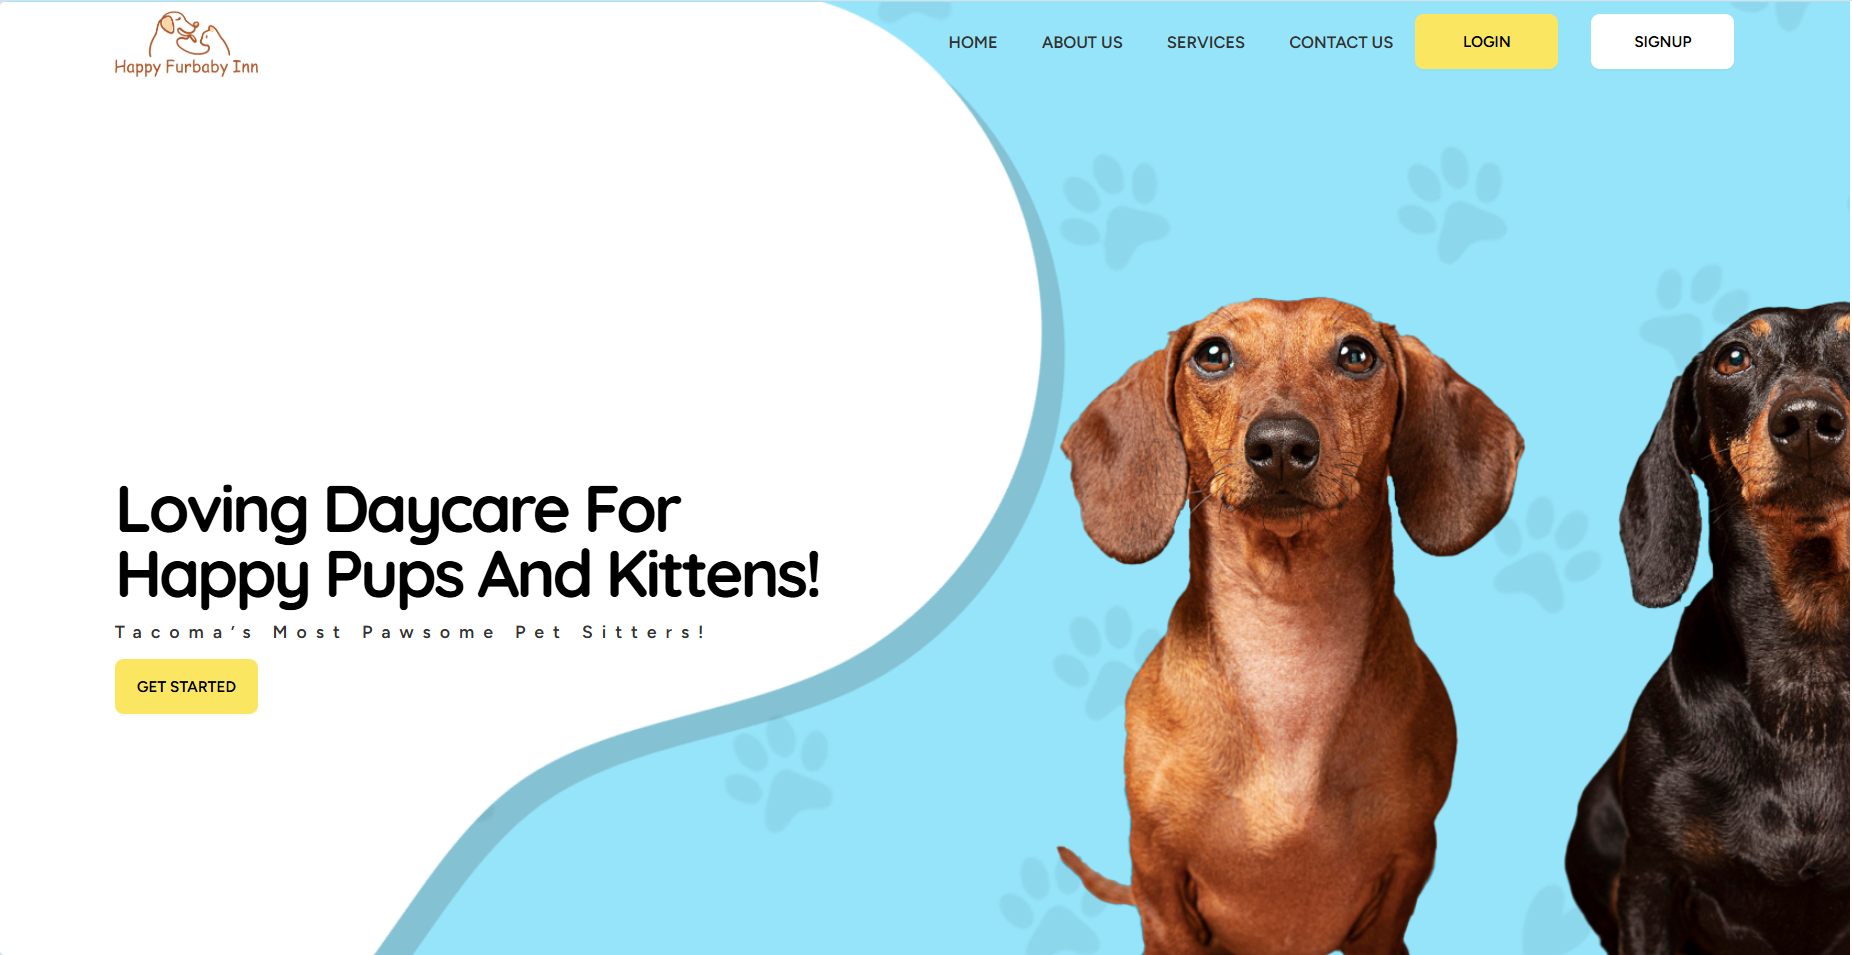 Happy Furbaby Inn
HOME
ABOUT US
SERVICES
CONTACT US
LOGIN
SIGNUP
Loving Daycare For
Happy Pups And Kittens!
Tacoma's Most Pawsome Pet Sitters!
GET STARTED